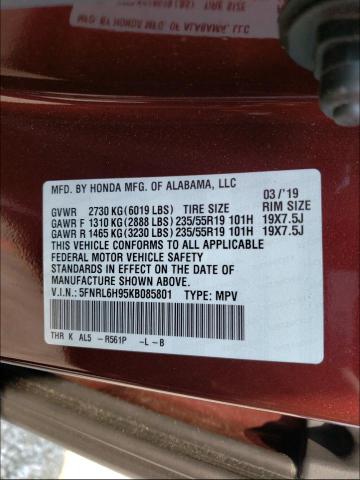 MFD. BY HONDA MFG. OF ALABAMA, LLC
03 /'19
GVWR 2730 KG(6019 LBS) TIRE SIZE RIM SIZE
GAWR F 1310 KG(2888 LBS)235/55R19 101H 19X7.5J
GAWR R 1465 KG(3230 LBS)235/55R19 101H 19X7.5J
THIS VEHICLE CONFORMS TO ALL APPLICABLE
FEDERAL MOTOR VEHICLE SAFETY
STANDARDS IN EFFECT ON THE DATE OF
MANUFACTURE SHOWN ABOVE.
V.I.N: 5FNRL6H95KB085801 TYPE: MPV
THR K AL5 - R561P -L - B